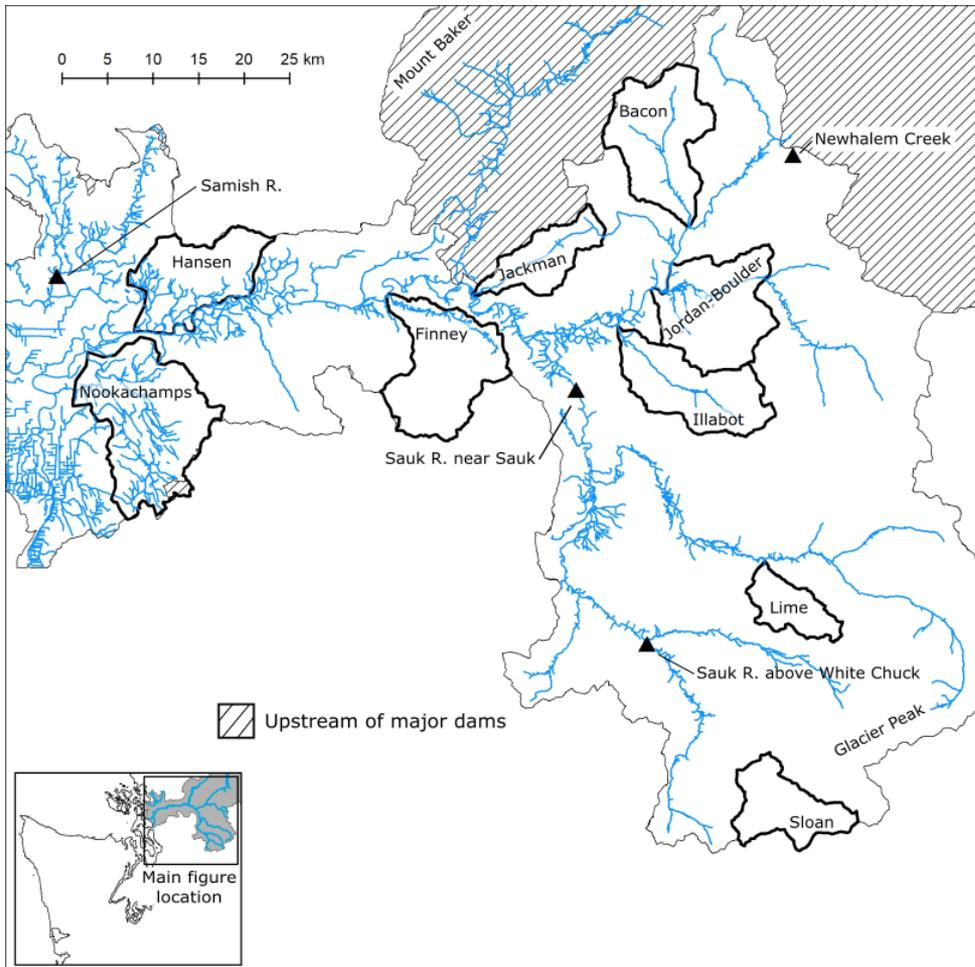 0 5 10 15 20 25 km
Mount Baker
Bacon
Newhalem Creek
Samish R.
Hansen
Jackman
Jordan-Boulder
Finney
Nookachamps
Illabot
Sauk R. near Sauk
Lime
Sauk R. above White Chuck
Upstream of major dams
Glacier Peak
Sloan
Main figure
location